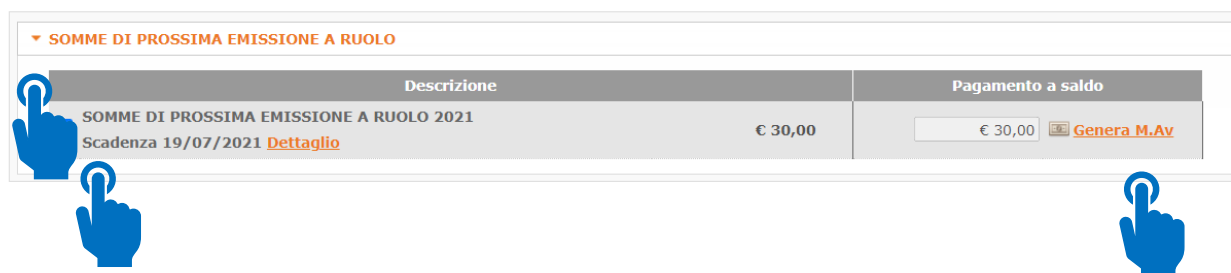 SOMME DI PROSSIMA EMISSIONE A RUOLO
Descrizione Pagamento a saldo
SOMME DI PROSSIMA EMISSIONE A RUOLO 2021
€ 30,00 € 30,00 Genera M.Av
Scadenza 19/07/2021 Dettaglio